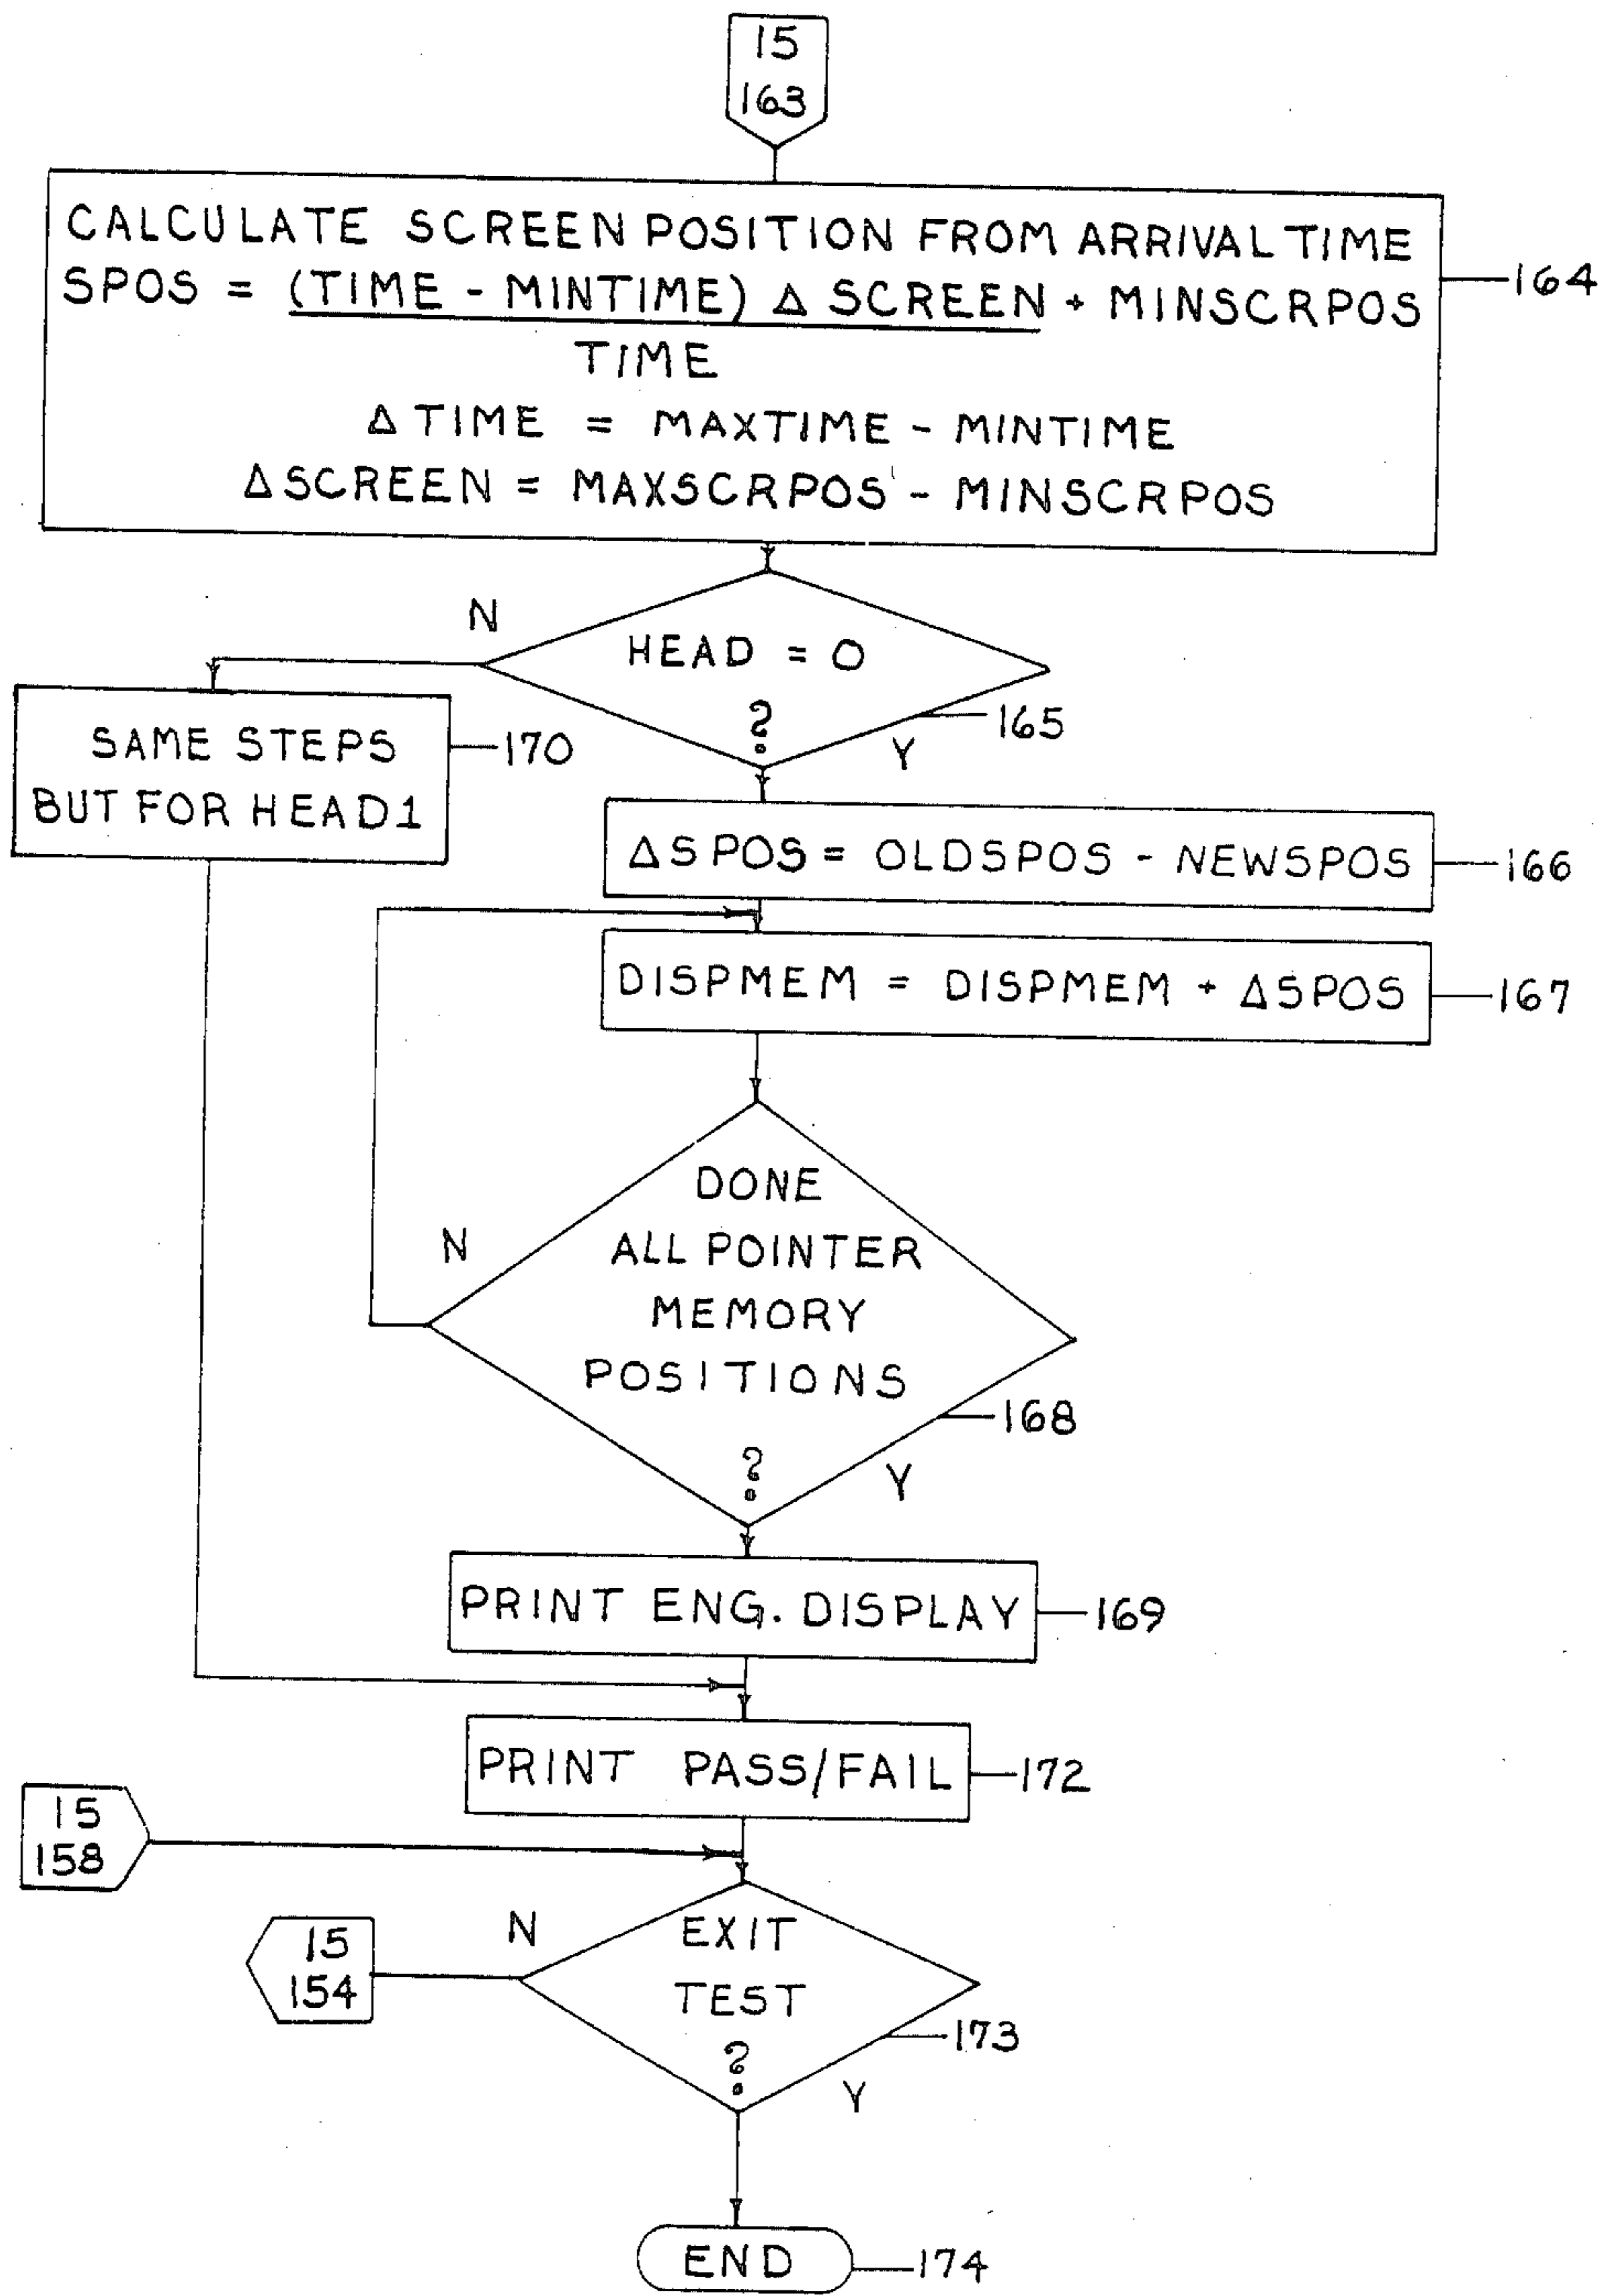 15
163
CALCULATE SCREEN POSITION FROM ARRIVAL TIME
SPOS = (TIME - MINTIME) Δ SCREEN + MINSCRPOS
TIME
Δ TIME = MAXTIME - MINTIME
ΔSCREEN = MAXSCRPOS - MINSCRPOS
164
N
HEAD = 0
?
165
Y
SAME STEPS
BUT FOR HEAD1
170
ΔSPOS = OLDSPOS - NEWSPOS
166
DISPMEM = DISPMEM + ΔSPOS
167
DONE
N
ALL POINTER
MEMORY
POSITIONS
168
?
Y
PRINT ENG. DISPLAY
169
PRINT PASS/FAIL
172
15
158
N
EXIT
TEST
?
15
154
173
Y
END
174